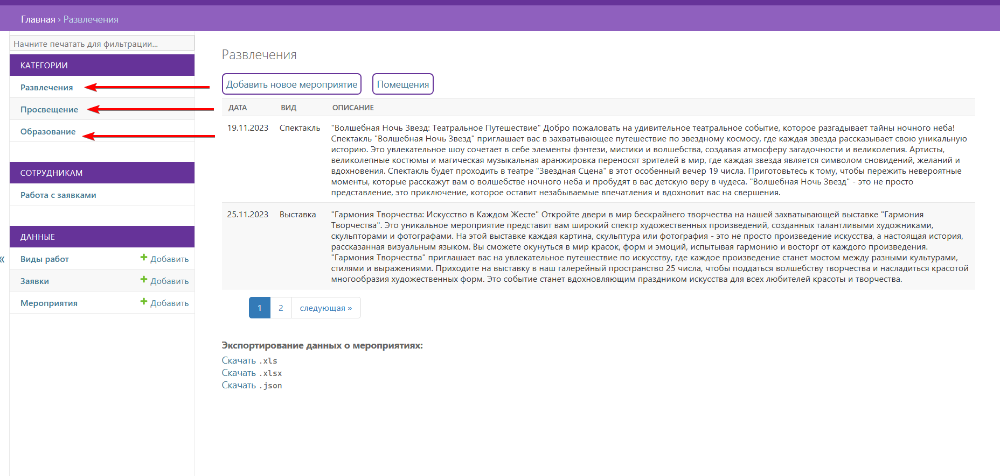 Главная › Развлечения
Начните печатать для фильтрации...
КАТЕГОРИИ
Развлечения
Просвещение
Образование
СОТРУДНИКАМ
Работа с заявками
ДАННЫЕ
«
Виды работ Добавить
Заявки Добавить
Мероприятия Добавить
Развлечения
Добавить новое мероприятие Помещения
ДАТА ВИД ОПИСАНИЕ
19.11.2023 Спектакль "Волшебная Ночь Звезд: Театральное Путешествие" Добро пожаловать на удивительное театральное событие, которое разгадывает тайны ночного неба!
Спектакль "Волшебная Ночь Звезд" приглашает вас в захватывающее путешествие по звездному космосу, где каждая звезда рассказывает свою уникальную
историю. Это увлекательное шоу сочетает в себе элементы фэнтези, мистики и волшебства, создавая атмосферу загадочности и великолепия. Артисты,
великолепные костюмы и магическая музыкальная аранжировка переносят зрителей в мир, где каждая звезда является символом сновидений, желаний и
вдохновения. Спектакль будет проходить в театре "Звездная Сцена" в этот особенный вечер 19 числа. Приготовьтесь к тому, чтобы пережить невероятные
моменты, которые расскажут вам о волшебстве ночного неба и пробудят в вас детскую веру в чудеса. "Волшебная Ночь Звезд" - это не просто
представление, это приключение, которое оставит незабываемые впечатления и вдохновит вас на свершения.
25.11.2023 Выставка "Гармония Творчества: Искусство в Каждом Жесте" Откройте двери в мир бескрайнего творчества на нашей захватывающей выставке "Гармония
Творчества". Это уникальное мероприятие представит вам широкий спектр художественных произведений, созданных талантливыми художниками,
скульпторами и фотографами. На этой выставке каждая картина, скульптура или фотография - это не просто произведение искусства, а настоящая история,
рассказанная визуальным языком. Вы сможете окунуться в мир красок, форм и эмоций, испытывая гармонию и восторг от каждого произведения.
"Гармония Творчества" приглашает вас на увлекательное путешествие по искусству, где каждое произведение станет мостом между разными культурами,
стилями и выражениями. Приходите на выставку в наш галерейный пространство 25 числа, чтобы поддаться волшебству творчества и насладиться красотой
многообразия художественных форм. Это событие станет вдохновляющим праздником искусства для всех любителей красоты и творчества.
1 2 следующая »
Экспортирование данных о мероприятиях:
Скачать .xls
Скачать .xlsx
Скачать .json